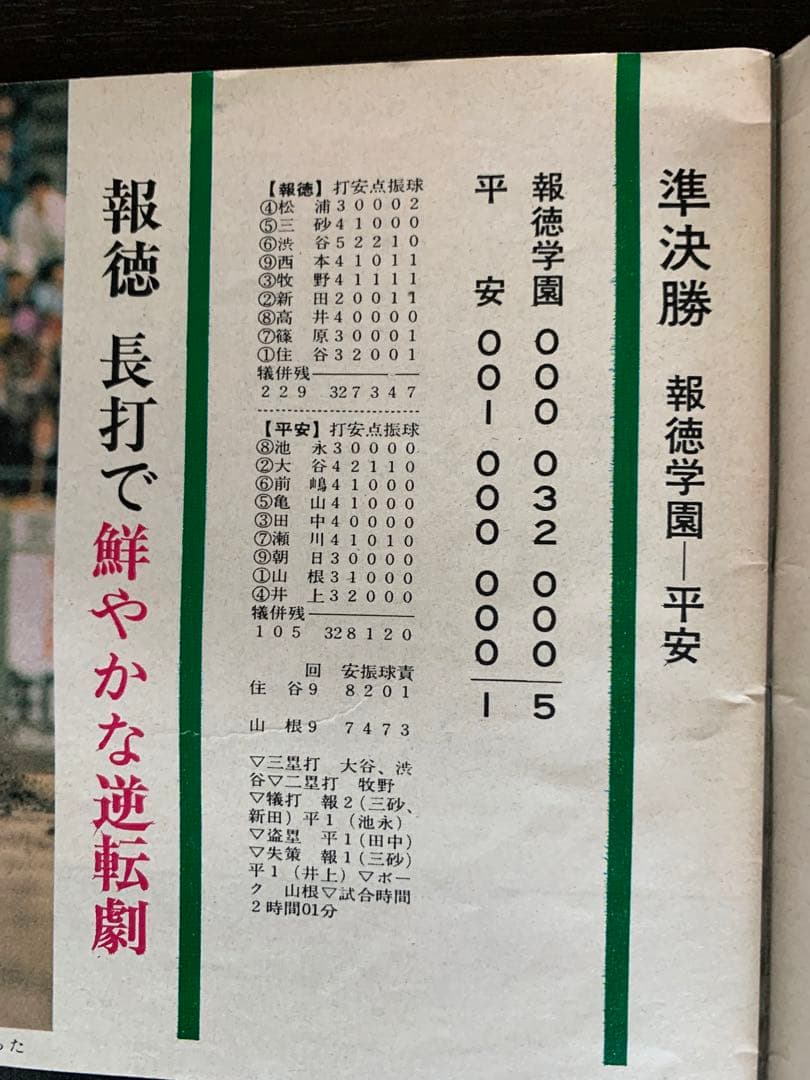 準決勝 報徳学園―平安
報徳学園 000 032 000 5
平安 001 000 000 1
【報徳】打安点振球
④松浦30002
⑤三砂41000
⑥渋谷52210
⑨西本41011
③牧野41111
②新田20011
⑧高井40000
⑦篠原30001
①住谷32001
犠併残―
229 327347
【平安】打安点振球
⑧池永30000
②大谷42110
⑥前嶋41000
⑤亀山41000
③田中40000
⑦瀬川41010
⑨朝日30000
①山根31000
④井上32000
犠併残―
105 328120
回 安振球責
住谷9 8201
山根9 7473
▽三塁打 大谷、渋
谷▽二塁打 牧野
▽犠打 報2(三砂、
新田)平1(池永)
▽盗塁 平1(田中)
▽失策 報1(三砂)
平1(井上)▽ボー
ク 山根▽試合時間
2時間01分
報徳 長打で鮮やかな逆転劇
った